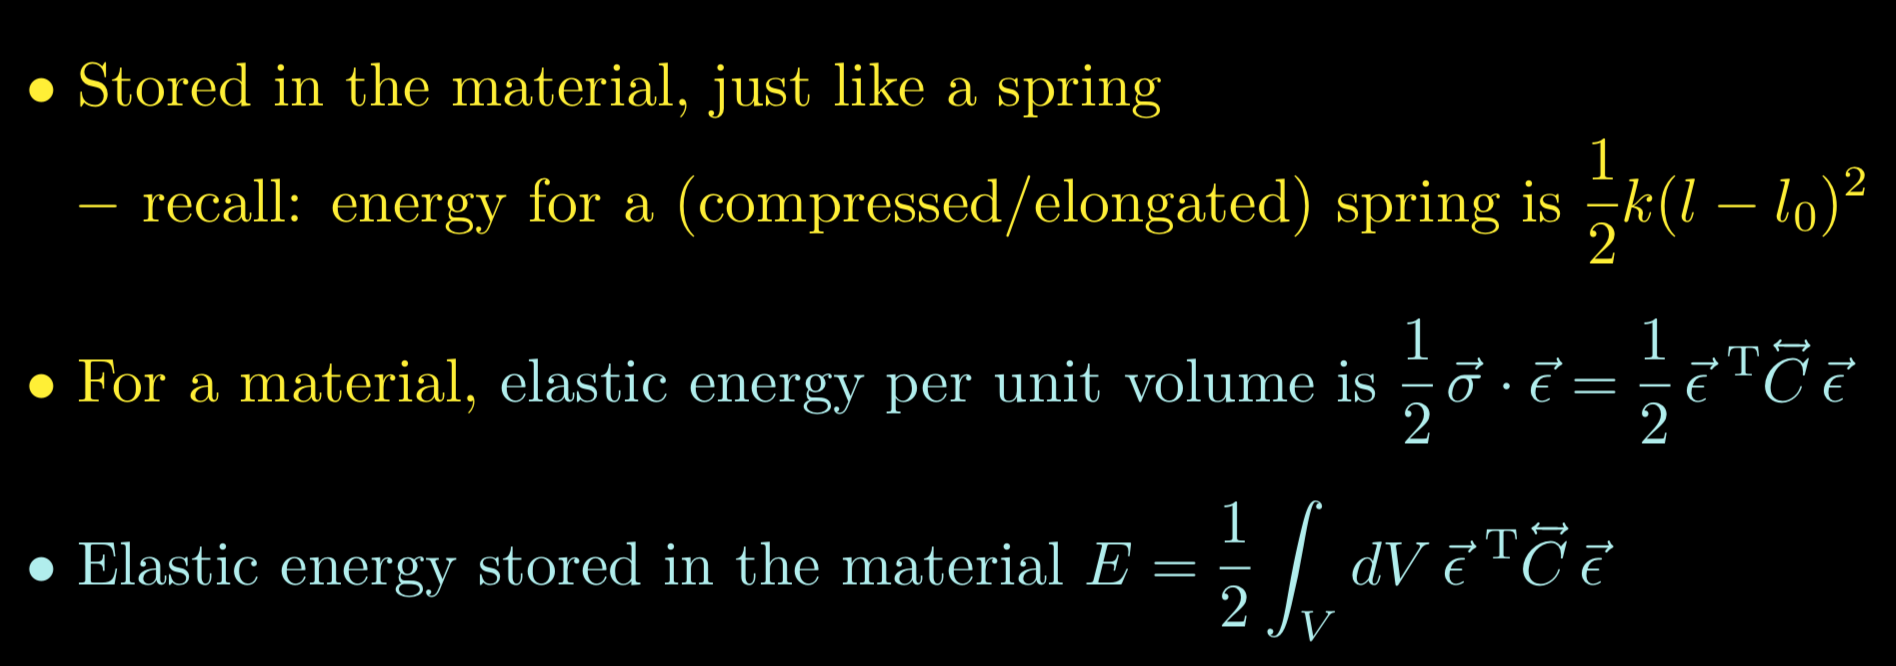 • Stored in the material, just like a spring
– recall: energy for a (compressed/elongated) spring is $\frac{1}{2}k(l - l_0)^2$
• For a material, elastic energy per unit volume is $\frac{1}{2}\vec{\sigma} \cdot \vec{\epsilon} = \frac{1}{2}\vec{\epsilon}^{\,\mathrm{T}} \overleftrightarrow{C} \vec{\epsilon}$
• Elastic energy stored in the material $E = \frac{1}{2}\int_V dV\, \vec{\epsilon}^{\,\mathrm{T}} \overleftrightarrow{C} \vec{\epsilon}$